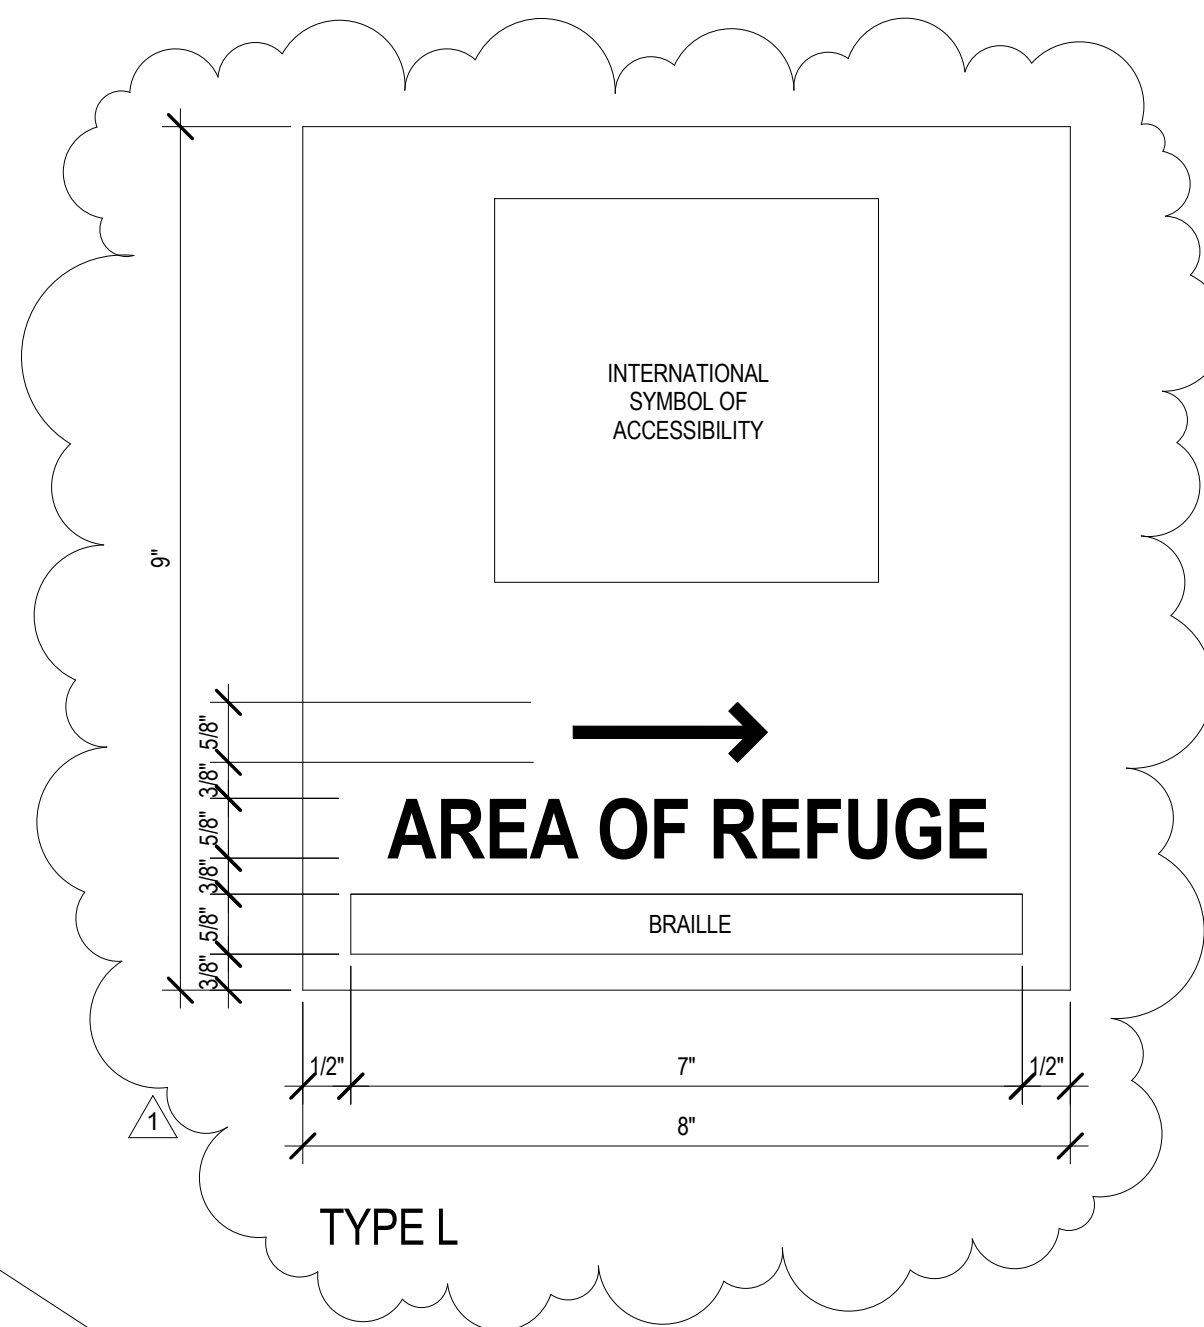 INTERNATIONAL
SYMBOL OF
ACCESSIBILITY
9"
5/8"
3/8"
5/8"
3/8"
5/8"
3/8"
AREA OF REFUGE
BRAILLE
1/2"
7"
1/2"
8"
1
TYPE L